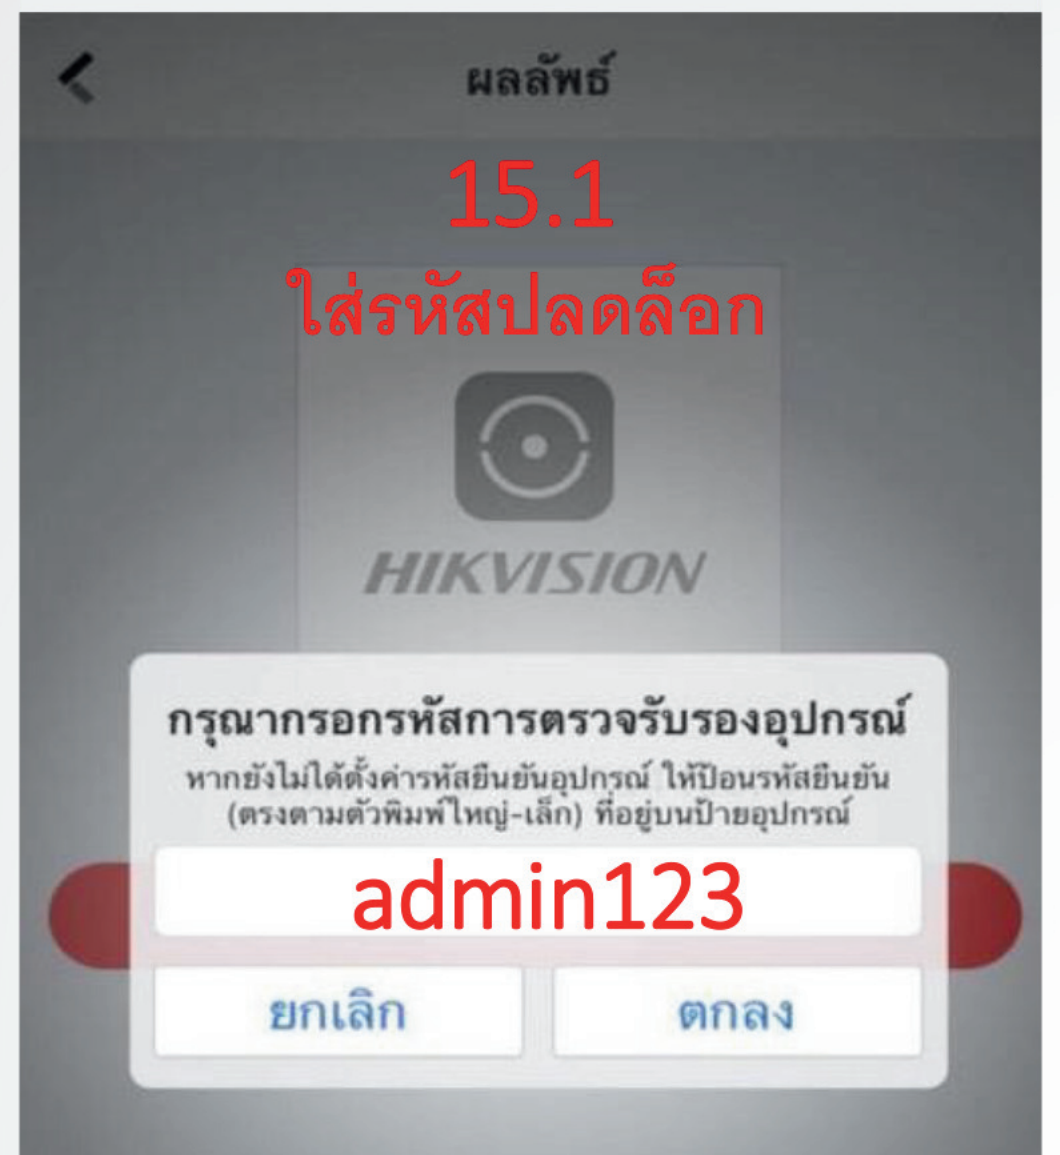 ผลลัพธ์
15.1
ใส่รหัสปลดล็อก
HIKVISION
กรุณากรอกรหัสการตรวจรับรองอุปกรณ์
หากยังไม่ได้ตั้งค่ารหัสยืนยันอุปกรณ์ ให้ป้อนรหัสยืนยัน
(ตรงตามตัวพิมพ์ใหญ่-เล็ก) ที่อยู่บนป้ายอุปกรณ์
admin123
ยกเลิก ตกลง